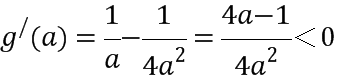 g′(a) = 1/a − 1/(4a²) = (4a−1)/(4a²) < 0